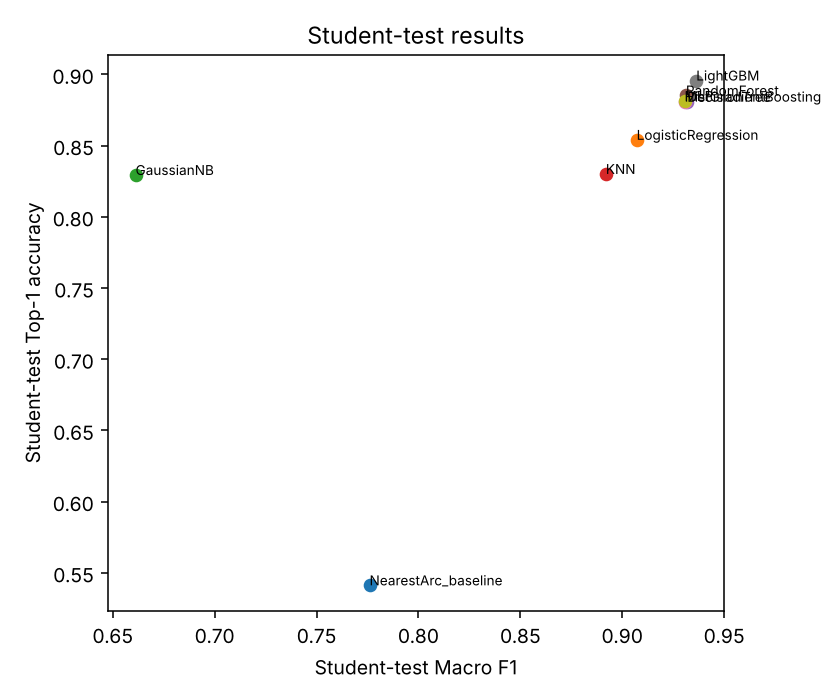 Student-test results
Student-test Top-1 accuracy
0.90
0.85
0.80
0.75
0.70
0.65
0.60
0.55
LightGBM
RandomForest
LogisticRegression
GaussianNB
KNN
NearestArc_baseline
0.65 0.70 0.75 0.80 0.85 0.90 0.95
Student-test Macro F1